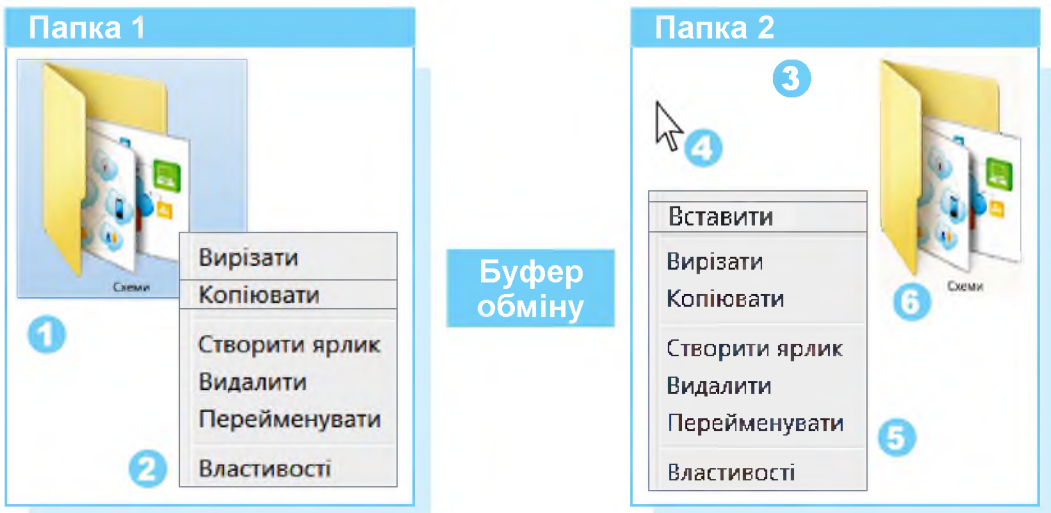 Папка 1
Схеми
1
Вирізати
Копіювати
Створити ярлик
Видалити
Перейменувати
Властивості
2
Буфер
обміну
Папка 2
3
4
Вставити
Вирізати
Копіювати
Створити ярлик
Видалити
Перейменувати
Властивості
5
6
Схеми